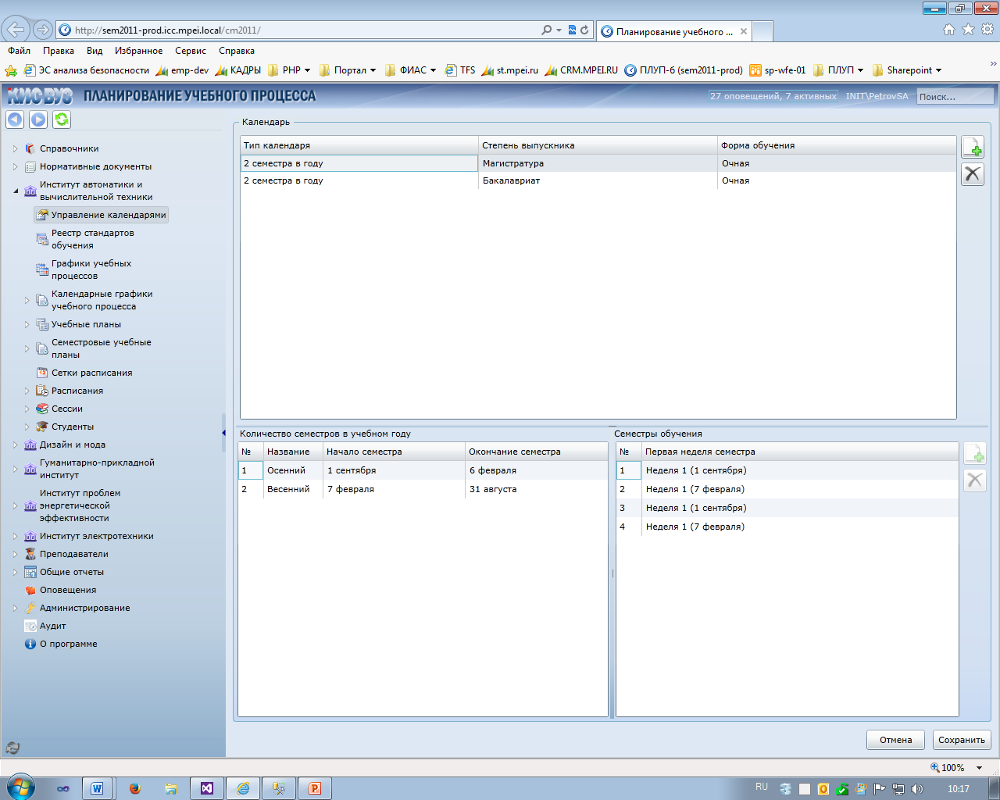 http://sem2011-prod.icc.mpei.local/cm2011/
Планирование учебного ...
Файл Правка Вид Избранное Сервис Справка
ЭС анализа безопасности emp-dev КАДРЫ PHP Портал ФИАС TFS st.mpei.ru CRM.MPEI.RU ПЛУП-6 (sem2011-prod) sp-wfe-01 ПЛУП Sharepoint
КИС ВУЗ ПЛАНИРОВАНИЕ УЧЕБНОГО ПРОЦЕССА
27 оповещений, 7 активных INIT\PetrovSA Поиск...
Справочники
Нормативные документы
Институт автоматики и
вычислительной техники
Управление календарями
Реестр стандартов
обучения
Графики учебных
процессов
Календарные графики
учебного процесса
Учебные планы
Семестровые учебные
планы
Сетки расписания
Расписания
Сессии
Студенты
Дизайн и мода
Гуманитарно-прикладной
институт
Институт проблем
энергетической
эффективности
Институт электротехники
Преподаватели
Общие отчеты
Оповещения
Администрирование
Аудит
О программе
Календарь
Тип календаря Степень выпускника Форма обучения
2 семестра в году Магистратура Очная
2 семестра в году Бакалавриат Очная
Количество семестров в учебном году
№ Название Начало семестра Окончание семестра
1 Осенний 1 сентября 6 февраля
2 Весенний 7 февраля 31 августа
Семестры обучения
№ Первая неделя семестра
1 Неделя 1 (1 сентября)
2 Неделя 1 (7 февраля)
3 Неделя 1 (1 сентября)
4 Неделя 1 (7 февраля)
Отмена Сохранить
100%
RU 10:17